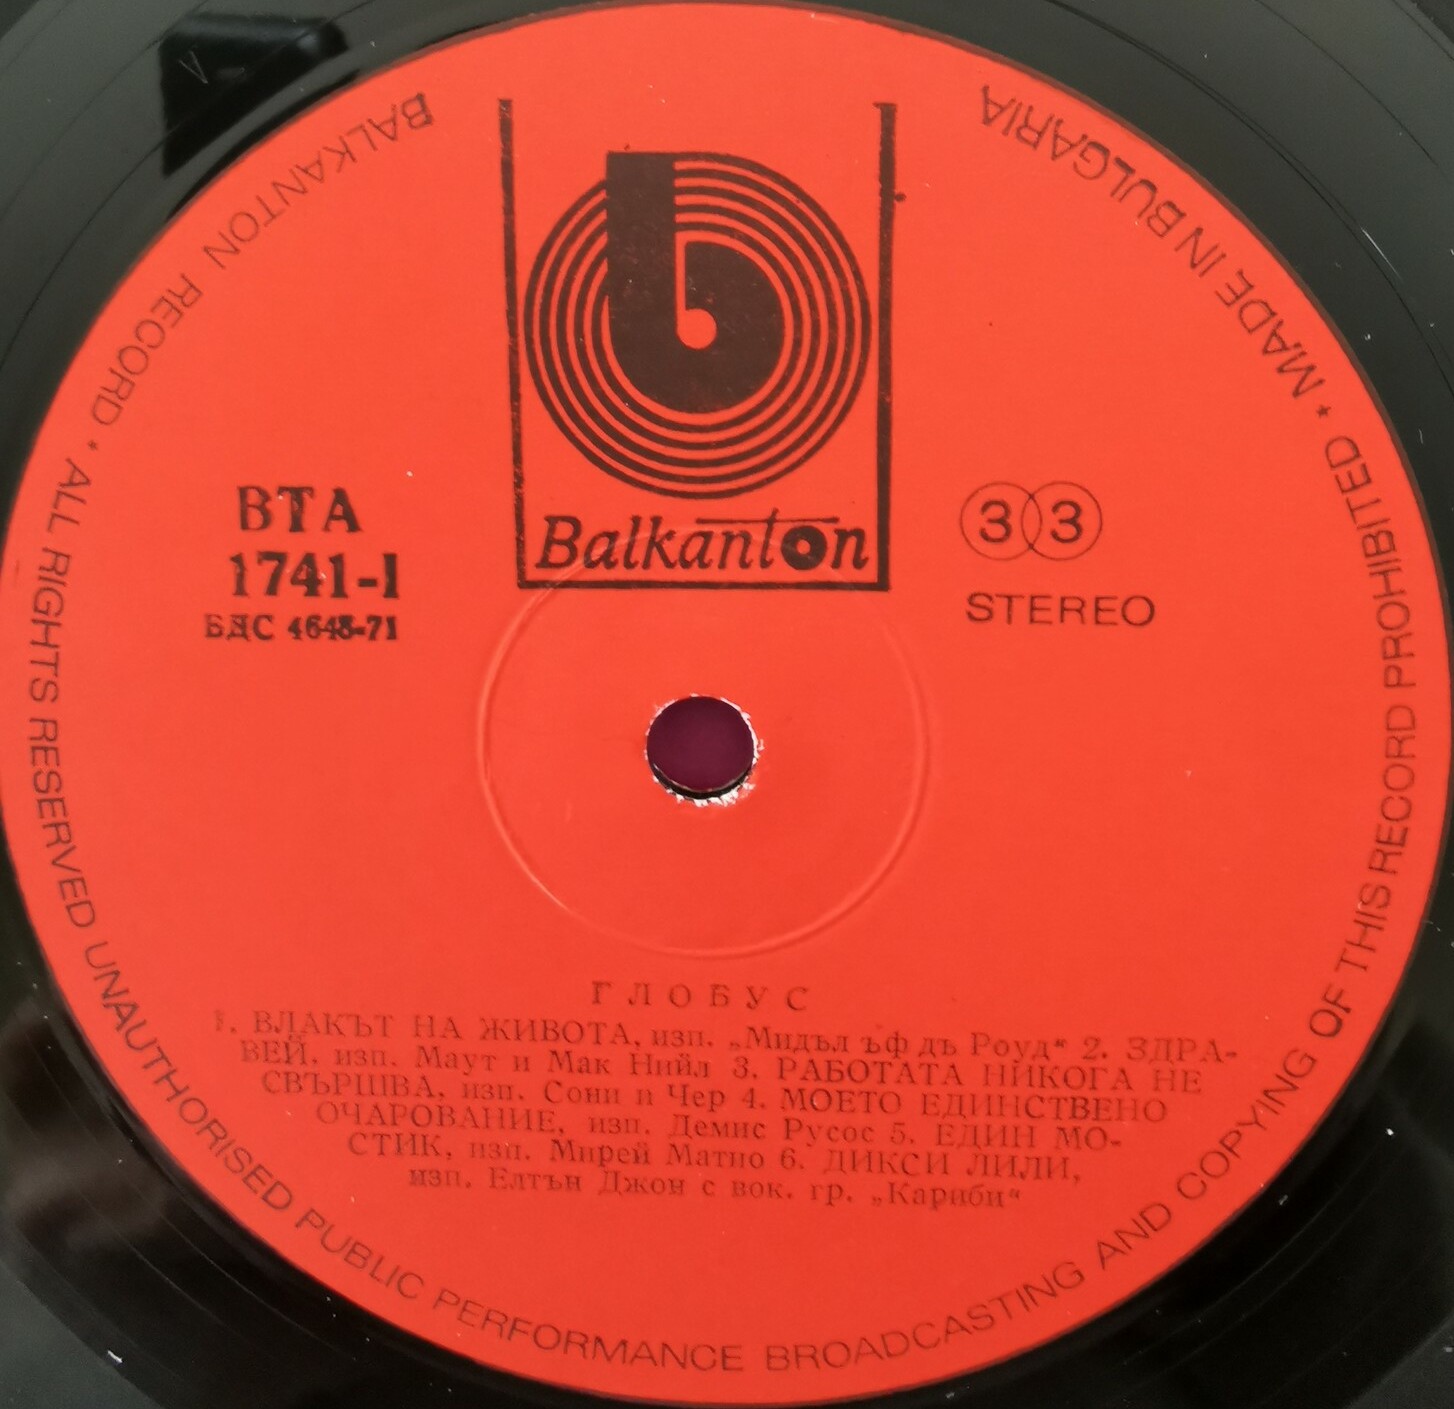 BALKANTON RECORD • ALL RIGHTS RESERVED UNAUTHORISED PUBLIC PERFORMANCE BROADCASTING AND COPYING OF THIS RECORD PROHIBITED • MADE IN BULGARIA
Balkanton
ВТА
1741-I
БДС 4648-71
33
STEREO
ГЛОБУС
1. ВЛАКЪТ НА ЖИВОТА, изп. „Мидъл ъф дъ Роуд“ 2. ЗДРА-
ВЕЙ, изп. Маут и Мак Нийл 3. РАБОТАТА НИКОГА НЕ
СВЪРШВА, изп. Сони и Чер 4. МОЕТО ЕДИНСТВЕНО
ОЧАРОВАНИЕ, изп. Демис Русос 5. ЕДИН МО-
СТИК, изп. Мирей Матио 6. ДИКСИ ЛИЛИ,
изп. Елтън Джон с вок. гр. „Кариби“